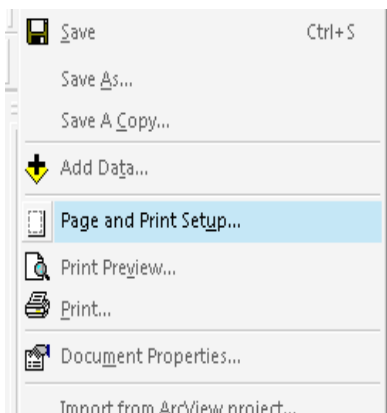 Save Ctrl+S
Save As...
Save A Copy...
Add Data...
Page and Print Setup...
Print Preview...
Print...
Document Properties...
Import from ArcView project...